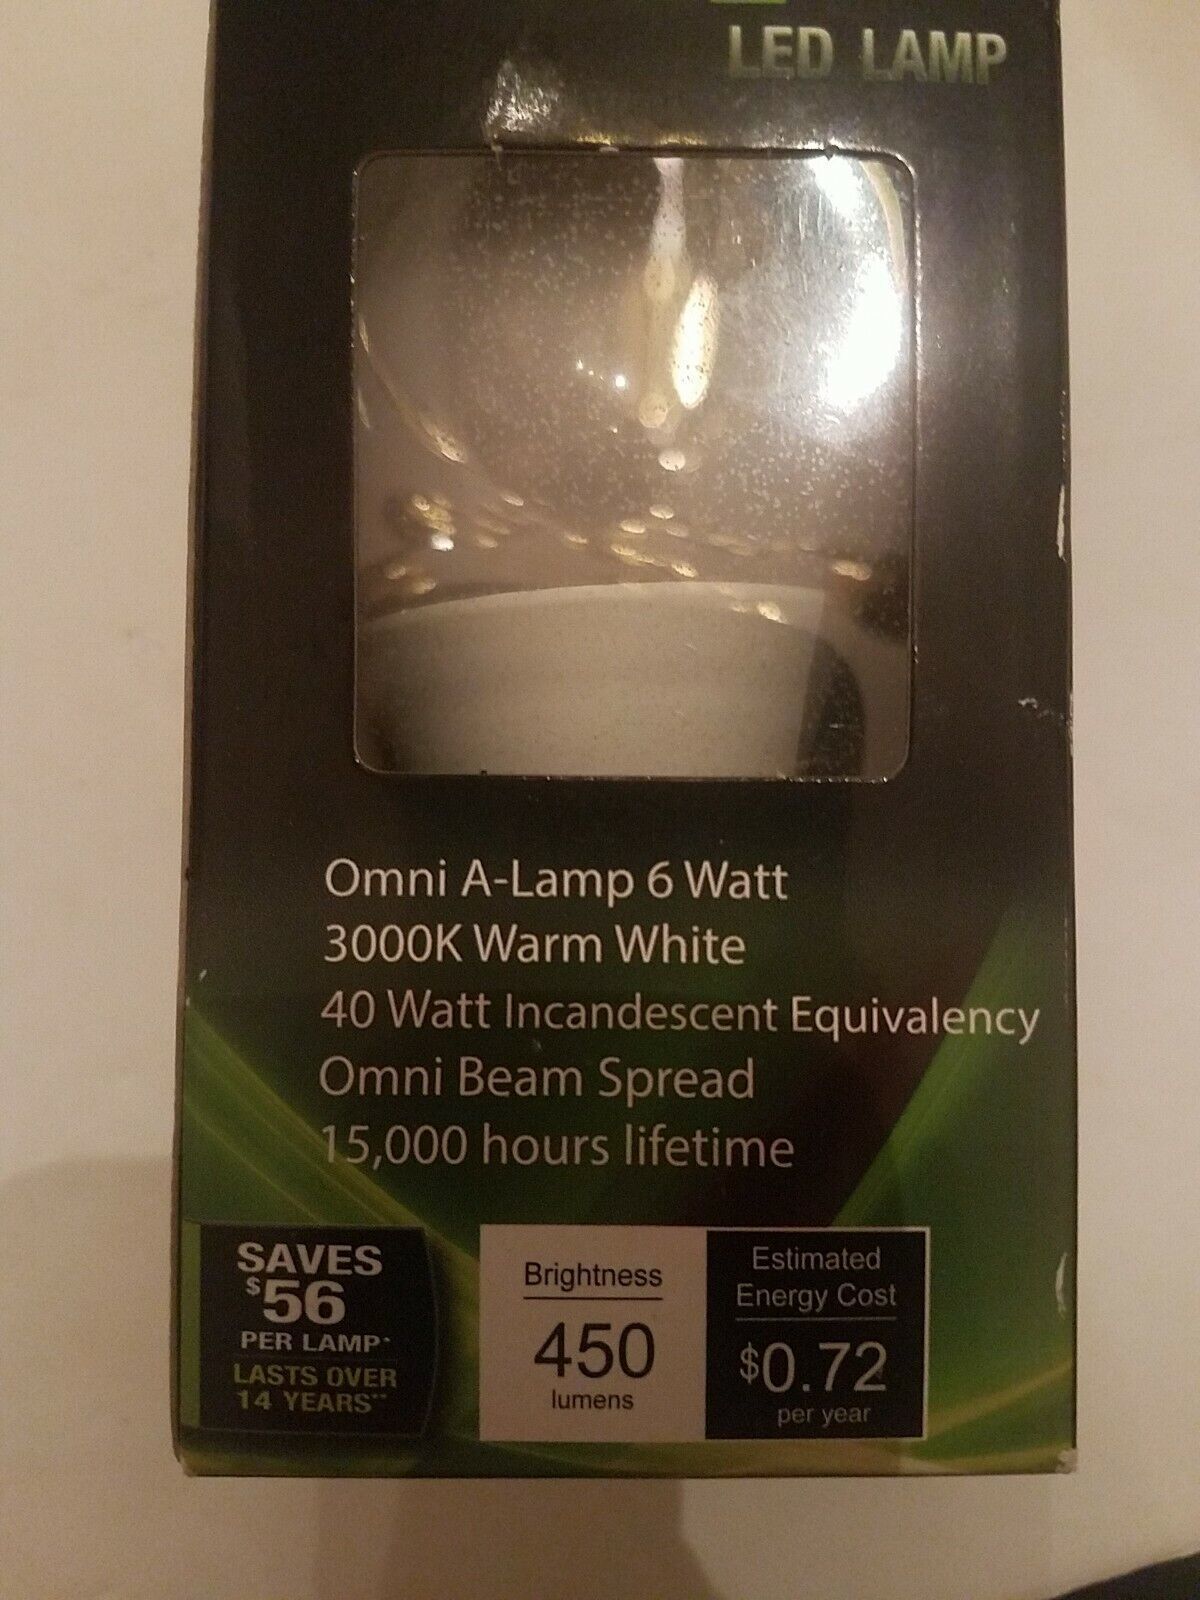 LED LAMP
Omni A-Lamp 6 Watt
3000K Warm White
40 Watt Incandescent Equivalency
Omni Beam Spread
15,000 hours lifetime
SAVES
$56
PER LAMP*
LASTS OVER
14 YEARS**
Brightness
450
lumens
Estimated
Energy Cost
$0.72
per year